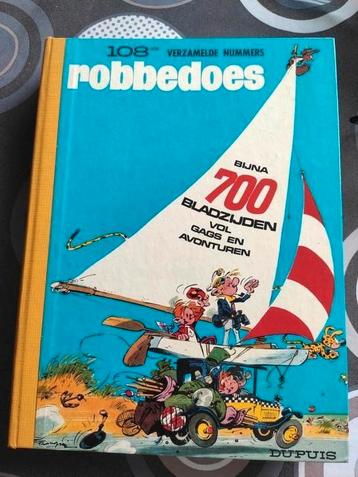 108ste VERZAMELDE NUMMERS
robbedoes
BIJNA
700
BLADZIJDEN
VOL
GAGS EN
AVONTUREN
DUPUIS